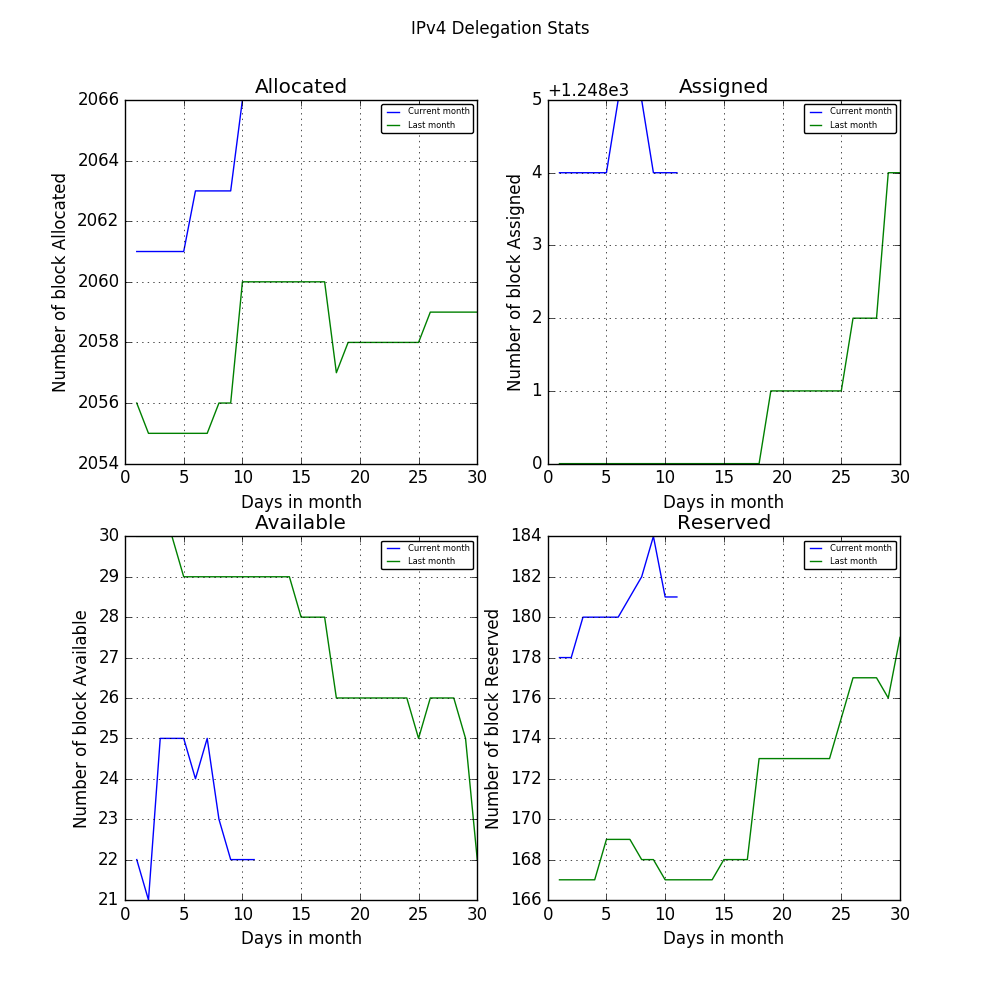 IPv4 Delegation Stats
Allocated
2066
2064
2062
2060
2058
2056
2054
Number of block Allocated
Current month
Last month
0 5 10 15 20 25 30
Days in month
+1.248e3
Assigned
5
4
3
2
1
0
Number of block Assigned
Current month
Last month
0 5 10 15 20 25 30
Days in month
Available
30
29
28
27
26
25
24
23
22
21
Number of block Available
Current month
Last month
0 5 10 15 20 25 30
Days in month
Reserved
184
182
180
178
176
174
172
170
168
166
Number of block Reserved
Current month
Last month
0 5 10 15 20 25 30
Days in month